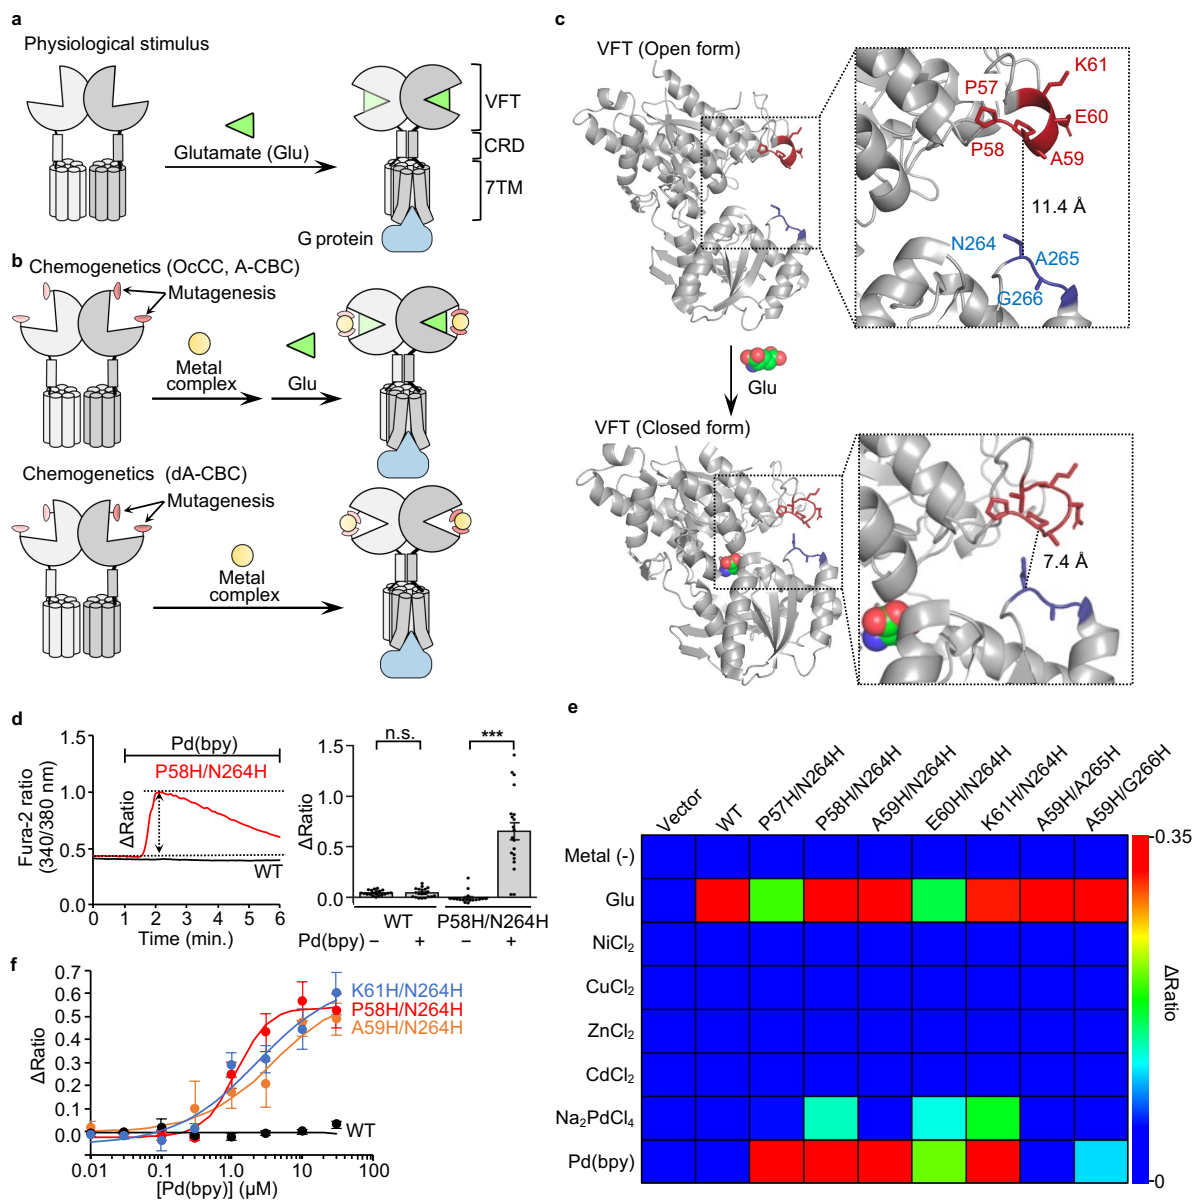 a
Physiological stimulus
Glutamate (Glu)
VFT
CRD
7TM
G protein
b
Chemogenetics (OcCC, A-CBC)
Mutagenesis
Metal
complex
Glu
Chemogenetics (dA-CBC)
Mutagenesis
Metal
complex
c
VFT (Open form)
P57
K61
E60
P58
A59
11.4 Å
N264
A265
G266
Glu
VFT (Closed form)
7.4 Å
d
Fura-2 ratio
(340/380 nm)
1.5
1.0
0.5
0.0
Pd(bpy)
P58H/N264H
ΔRatio
WT
0 1 2 3 4 5 6
Time (min.)
ΔRatio
1.5
1.0
0.5
0.0
n.s.
***
WT P58H/N264H
Pd(bpy) − + − +
e
Vector
WT
P57H/N264H
P58H/N264H
A59H/N264H
E60H/N264H
K61H/N264H
A59H/A265H
A59H/G266H
Metal (-)
Glu
NiCl₂
CuCl₂
ZnCl₂
CdCl₂
Na₂PdCl₄
Pd(bpy)
0.35
ΔRatio
0
f
ΔRatio
0.7
0.6
0.5
0.4
0.3
0.2
0.1
0.0
K61H/N264H
P58H/N264H
A59H/N264H
WT
0.01 0.1 1.0 10 100
[Pd(bpy)] (µM)